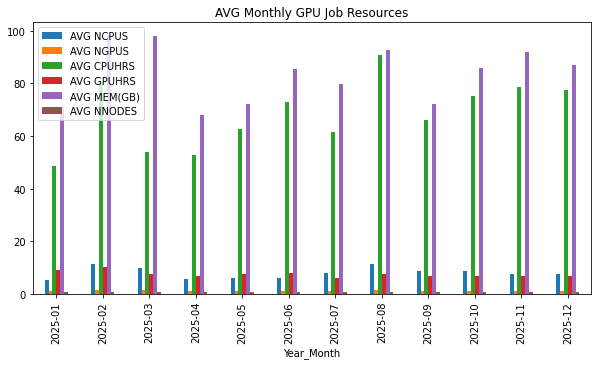 AVG Monthly GPU Job Resources
100
80
60
40
20
0
AVG NCPUS
AVG NGPUS
AVG CPUHRS
AVG GPUHRS
AVG MEM(GB)
AVG NNODES
2025-01
2025-02
2025-03
2025-04
2025-05
2025-06
2025-07
2025-08
2025-09
2025-10
2025-11
2025-12
Year_Month